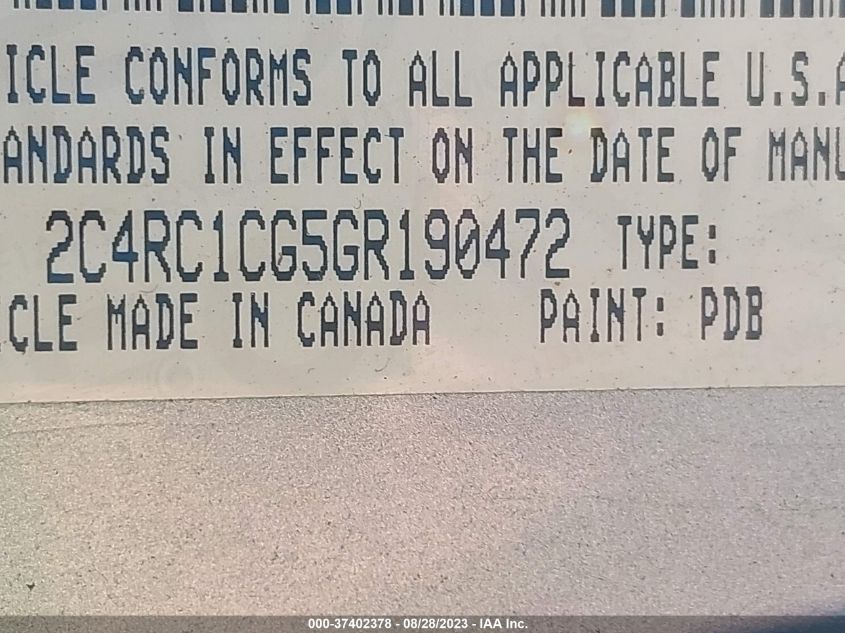 ICLE CONFORMS TO ALL APPLICABLE U.S.A
ANDARDS IN EFFECT ON THE DATE OF MANU
2C4RC1CG5GR190472 TYPE:
CLE MADE IN CANADA PAINT: PDB
000-37402378 - 08/28/2023 - IAA Inc.